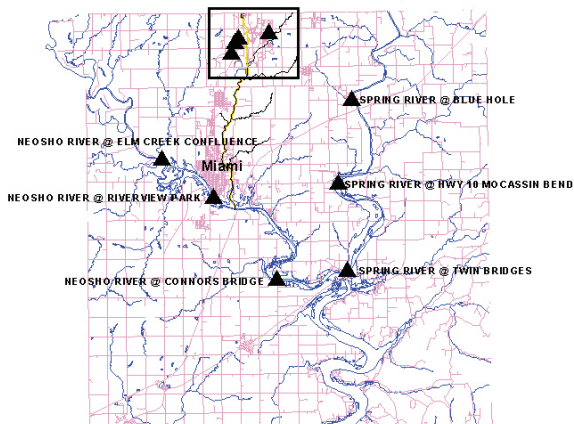 SPRING RIVER @ BLUE HOLE
NEOSHO RIVER @ ELM CREEK CONFLUENCE
Miami
SPRING RIVER @ HWY 10 MOCASSIN BEND
NEOSHO RIVER @ RIVERVIEW PARK
SPRING RIVER @ TWIN BRIDGES
NEOSHO RIVER @ CONNORS BRIDGE